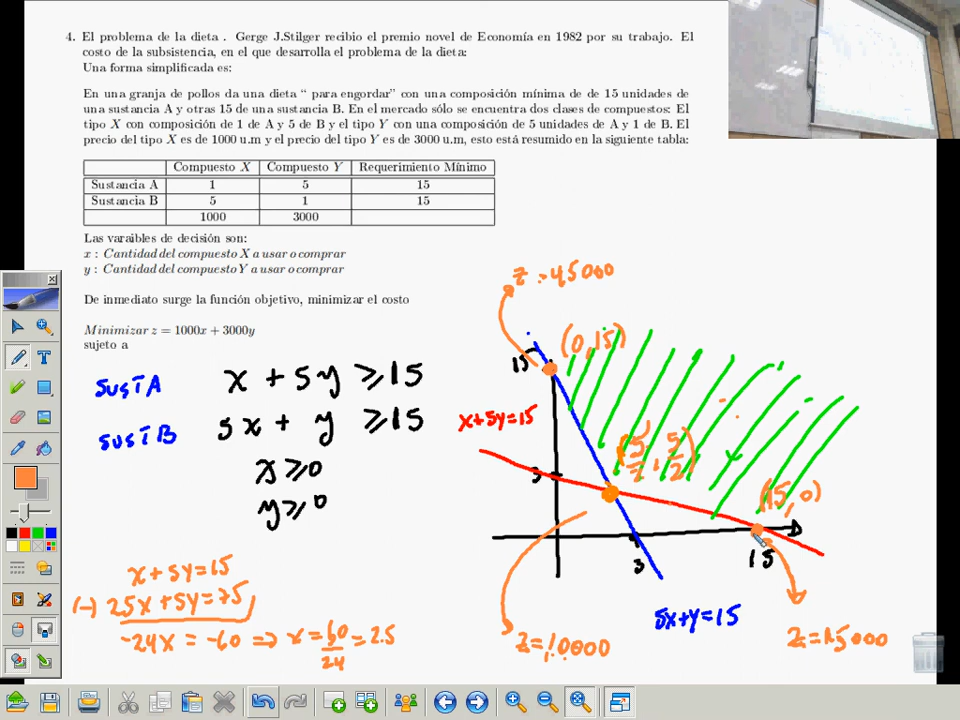 4. El problema de la dieta . Gerge J.Stilger recibio el premio novel de Economía en 1982 por su trabajo. El
costo de la subsistencia, en el que desarrolla el problema de la dieta:
Una forma simplificada es:
En una granja de pollos da una dieta “ para engordar” con una composición mínima de de 15 unidades de
una sustancia A y otras 15 de una sustancia B. En el mercado sólo se encuentra dos clases de compuestos: El
tipo X con composición de 1 de A y 5 de B y el tipo Y con una composición de 5 unidades de A y 1 de B. El
precio del tipo X es de 1000 u.m y el precio del tipo Y es de 3000 u.m, esto está resumido en la siguiente tabla:
Compuesto X Compuesto Y Requerimiento Mínimo
Sustancia A 1 5 15
Sustancia B 5 1 15
1000 3000
Las varaibles de decisión son:
x : Cantidad del compuesto X a usar o comprar
y : Cantidad del compuesto Y a usar o comprar
De inmediato surge la función objetivo, minimizar el costo
Minimizar z = 1000x + 3000y
sujeto a
SUSTA x + 5y ≥ 15
SUSTB 5x + y ≥ 15
x ≥ 0
y ≥ 0
x + 5y = 15
(-) 25x + 5y = 75
-24x = -60 ⇒ x = 60/24 = 2.5
z = 45000
(0,15)
15
x+5y=15
(5/2, 5/2)
3
(15,0)
3
15
5x+y=15
z=10000
z=15000
T